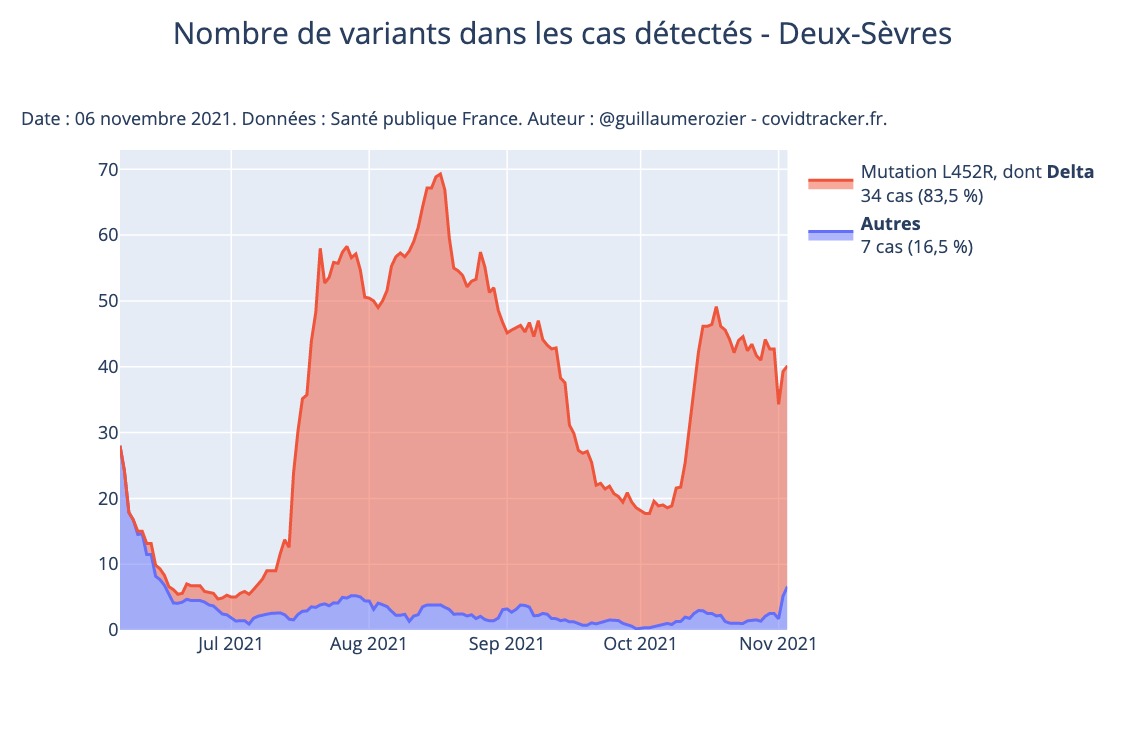 Nombre de variants dans les cas détectés - Deux-Sèvres
Date : 06 novembre 2021. Données : Santé publique France. Auteur : @guillaumerozier - covidtracker.fr.
70
60
50
40
30
20
10
0
Jul 2021
Aug 2021
Sep 2021
Oct 2021
Nov 2021
Mutation L452R, dont Delta
34 cas (83,5 %)
Autres
7 cas (16,5 %)